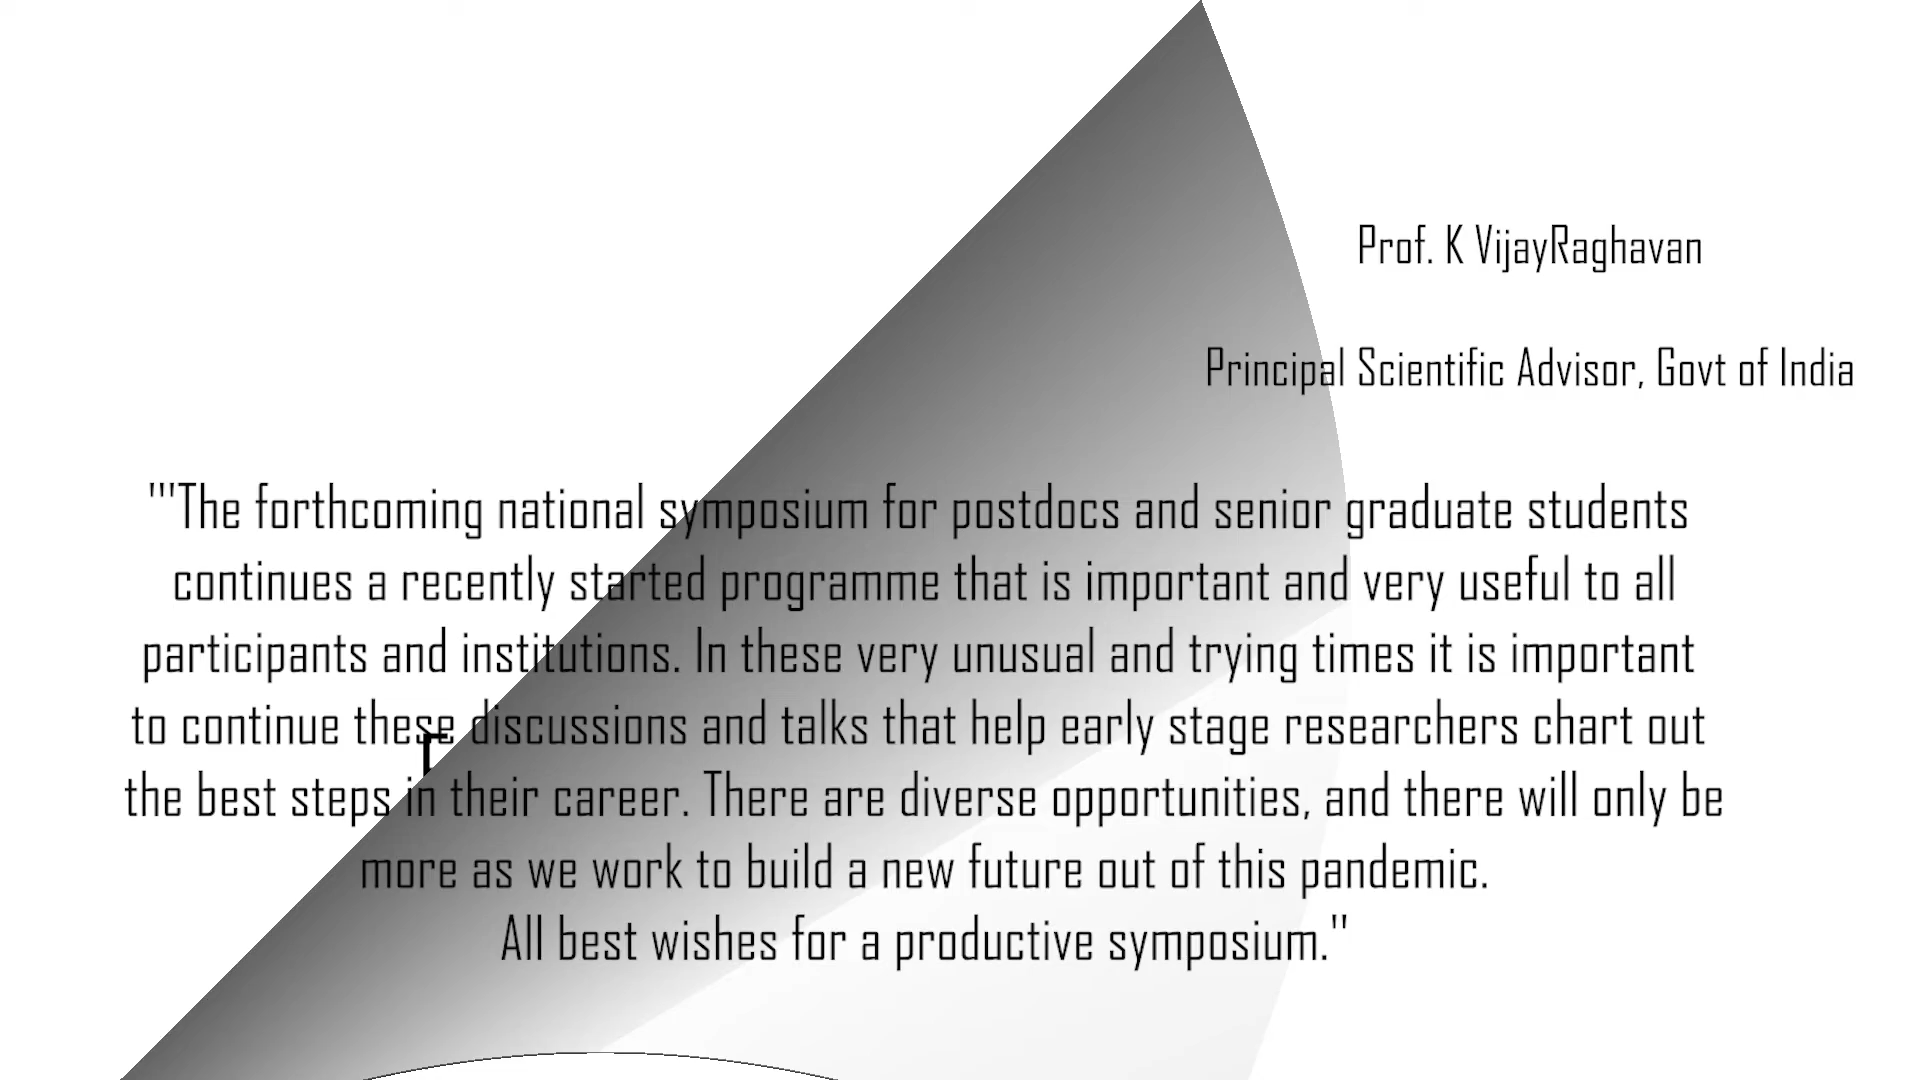 Prof. K VijayRaghavan
Principal Scientific Advisor, Govt of India
"'The forthcoming national symposium for postdocs and senior graduate students
continues a recently started programme that is important and very useful to all
participants and institutions. In these very unusual and trying times it is important
to continue these discussions and talks that help early stage researchers chart out
the best steps in their career. There are diverse opportunities, and there will only be
more as we work to build a new future out of this pandemic.
All best wishes for a productive symposium."